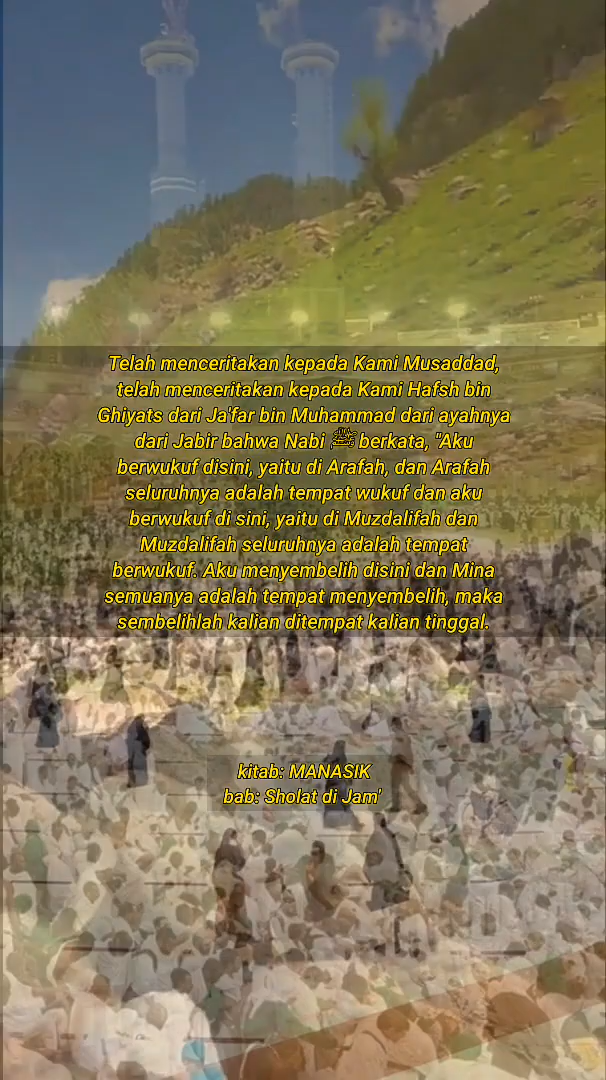 Telah menceritakan kepada Kami Musaddad,
telah menceritakan kepada Kami Hafsh bin
Ghiyats dari Ja'far bin Muhammad dari ayahnya
dari Jabir bahwa Nabi ﷺ berkata, "Aku
berwukuf disini, yaitu di Arafah, dan Arafah
seluruhnya adalah tempat wukuf dan aku
berwukuf di sini, yaitu di Muzdalifah dan
Muzdalifah seluruhnya adalah tempat
berwukuf. Aku menyembelih disini dan Mina
semuanya adalah tempat menyembelih, maka
sembelihlah kalian ditempat kalian tinggal.
kitab: MANASIK
bab: Sholat di Jam'